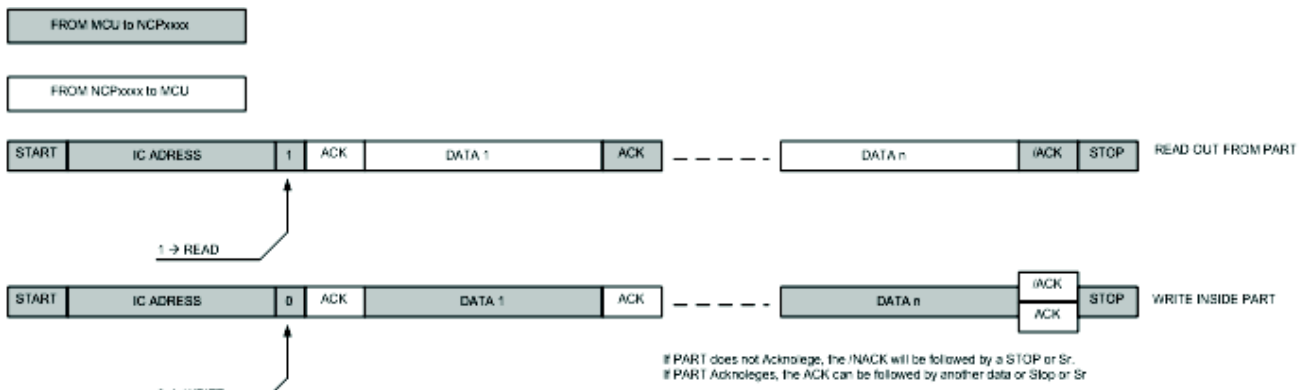 FROM MCU to NCPxxxx
FROM NCPxxxx to MCU
START IC ADRESS 1 ACK DATA 1 ACK DATA n /ACK STOP READ OUT FROM PART
1 → READ
START IC ADRESS 0 ACK DATA 1 ACK DATA n /ACK STOP WRITE INSIDE PART
ACK
If PART does not Acknolege, the /NACK will be followed by a STOP or Sr.
If PART Acknoleges, the ACK can be followed by another data or Stop or Sr